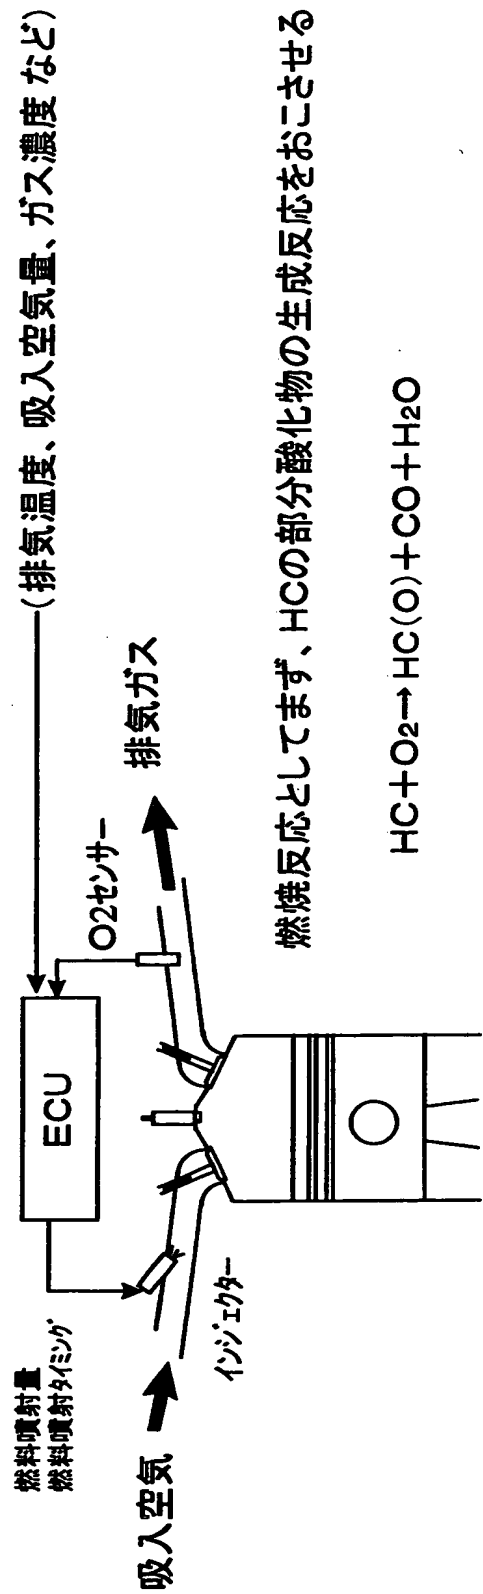 (排気温度、吸入空気量、ガス濃度 など)
ECU
燃料噴射量
燃料噴射タイミング
O2センサー
吸入空気
インジェクター
排気ガス
燃焼反応としてまず、HCの部分酸化物の生成反応をおこさせる
HC+O₂→HC(O)+CO+H₂O